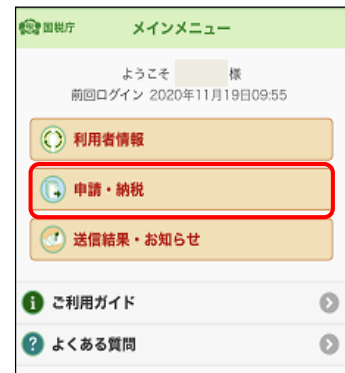 国税庁 メインメニュー
ようこそ 様
前回ログイン 2020年11月19日09:55
利用者情報
申請・納税
送信結果・お知らせ
ご利用ガイド
よくある質問